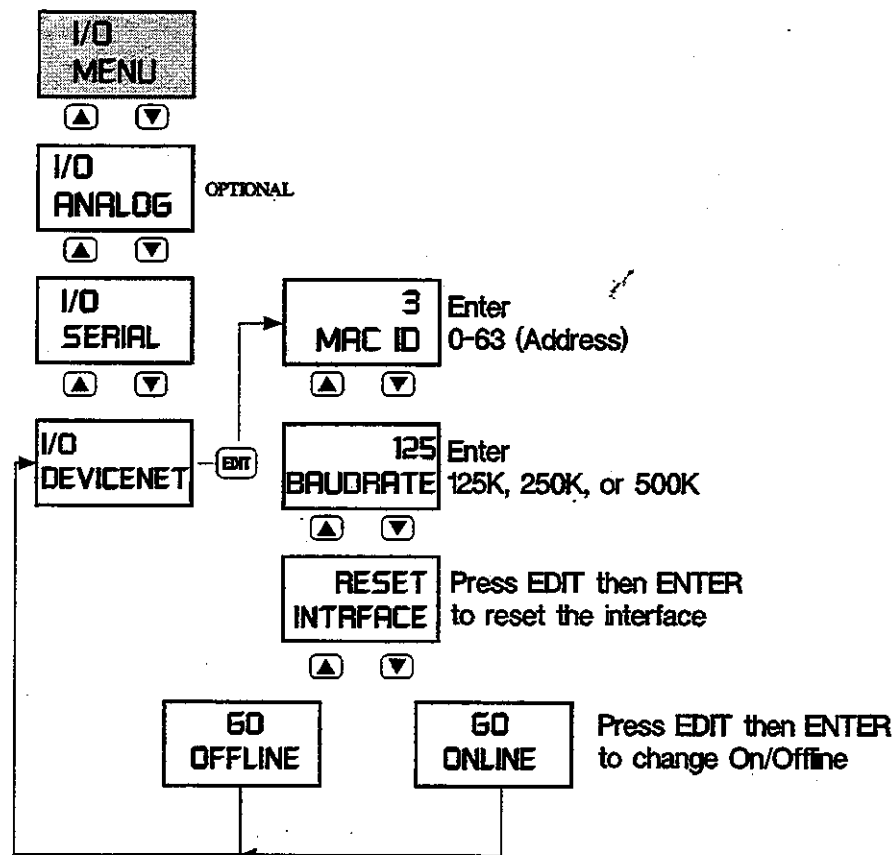 I/O
MENU
I/O
ANALOG
OPTIONAL
I/O
SERIAL
3
MAC ID
Enter
0-63 (Address)
I/O
DEVICENET
EDIT
125
BAUDRATE
Enter
125K, 250K, or 500K
RESET
INTRFACE
Press EDIT then ENTER
to reset the interface
GO
OFFLINE
GO
ONLINE
Press EDIT then ENTER
to change On/Offline